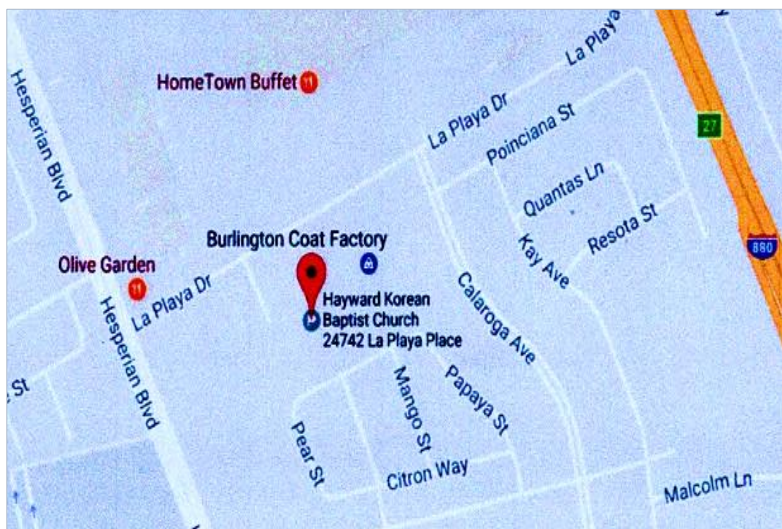 La Playa
HomeTown Buffet
La Playa Dr
Poinciana St
27
Hesperian Blvd
Quantas Ln
Resota St
Burlington Coat Factory
Kay Ave
880
Olive Garden
La Playa Dr
Hayward Korean
Baptist Church
24742 La Playa Place
Calaroga Ave
Hesperian Blvd
Mango St
Papaya St
Pear St
Citron Way
Malcolm Ln
St